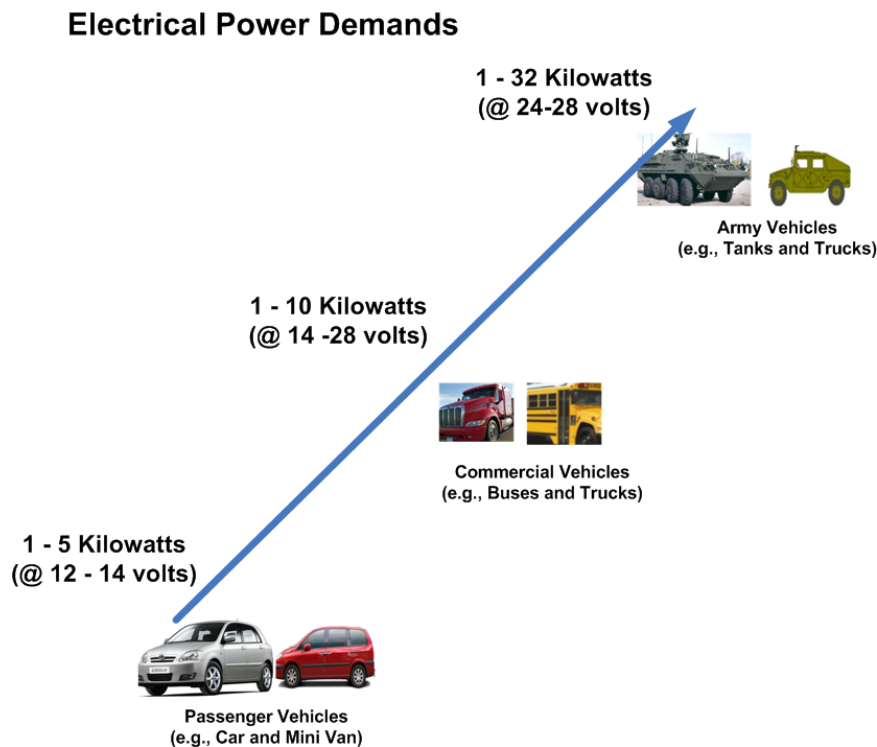 Electrical Power Demands
1 - 32 Kilowatts
(@ 24-28 volts)
Army Vehicles
(e.g., Tanks and Trucks)
1 - 10 Kilowatts
(@ 14 -28 volts)
Commercial Vehicles
(e.g., Buses and Trucks)
1 - 5 Kilowatts
(@ 12 - 14 volts)
Passenger Vehicles
(e.g., Car and Mini Van)